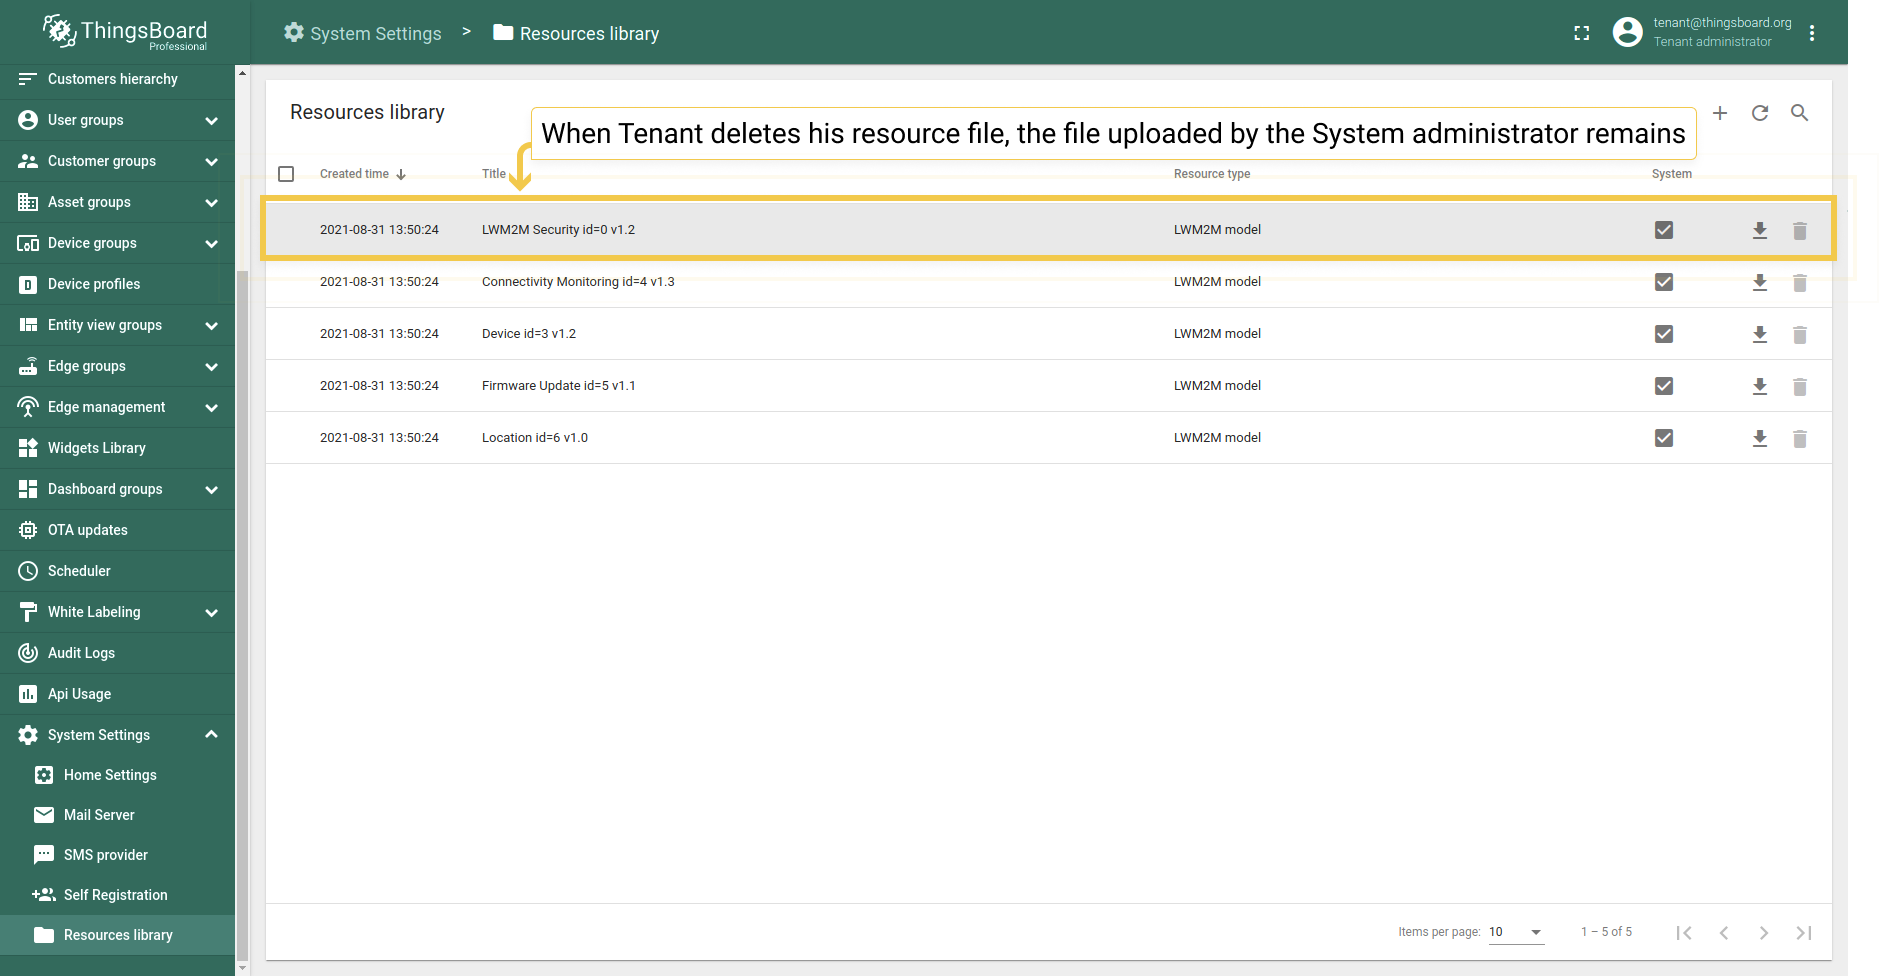 ThingsBoard
Professional
System Settings > Resources library
tenant@thingsboard.org
Tenant administrator
Customers hierarchy
User groups
Customer groups
Asset groups
Device groups
Device profiles
Entity view groups
Edge groups
Edge management
Widgets Library
Dashboard groups
OTA updates
Scheduler
White Labeling
Audit Logs
Api Usage
System Settings
Home Settings
Mail Server
SMS provider
Self Registration
Resources library
Resources library
When Tenant deletes his resource file, the file uploaded by the System administrator remains
Created time Title Resource type System
2021-08-31 13:50:24 LWM2M Security id=0 v1.2 LWM2M model
2021-08-31 13:50:24 Connectivity Monitoring id=4 v1.3 LWM2M model
2021-08-31 13:50:24 Device id=3 v1.2 LWM2M model
2021-08-31 13:50:24 Firmware Update id=5 v1.1 LWM2M model
2021-08-31 13:50:24 Location id=6 v1.0 LWM2M model
Items per page: 10 1 – 5 of 5